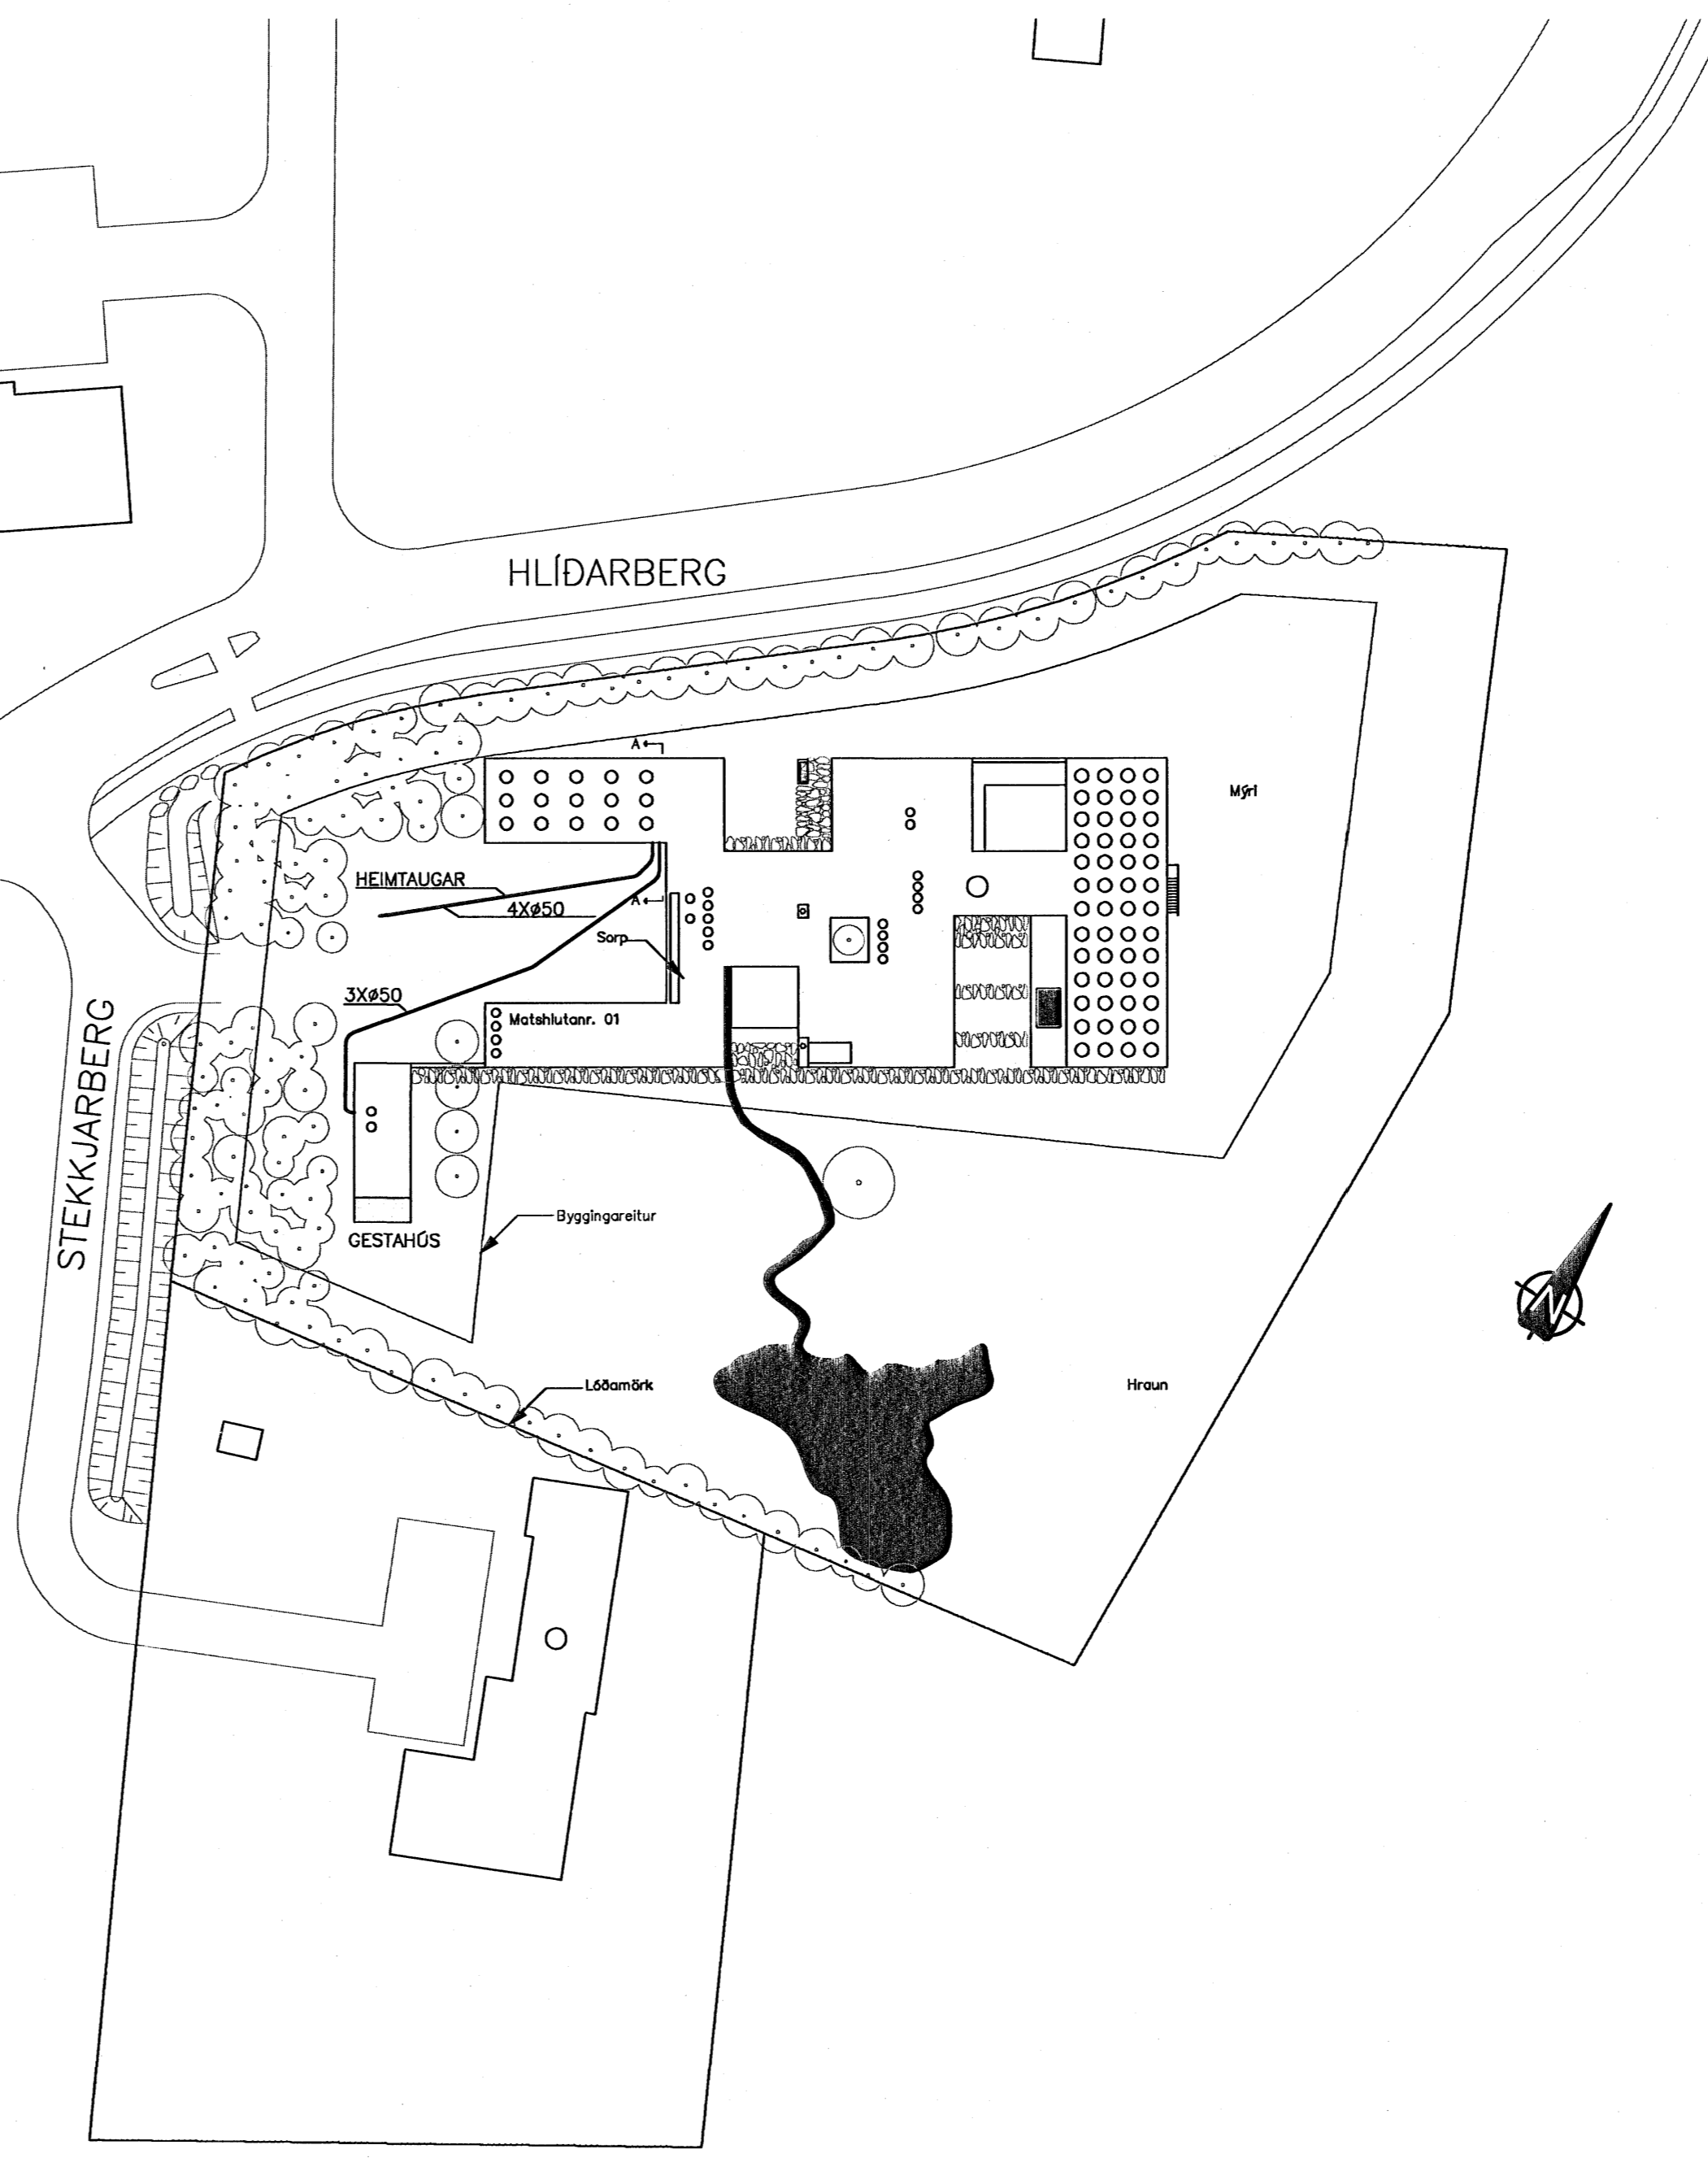 HLÍÐARBERG
A
Mýri
HEIMTAUGAR
4Xø50
A
Sorp
3Xø50
Matshlutanr. 01
STEKKJARBERG
Byggingareitur
GESTAHÚS
N
Lóðamörk
Hraun